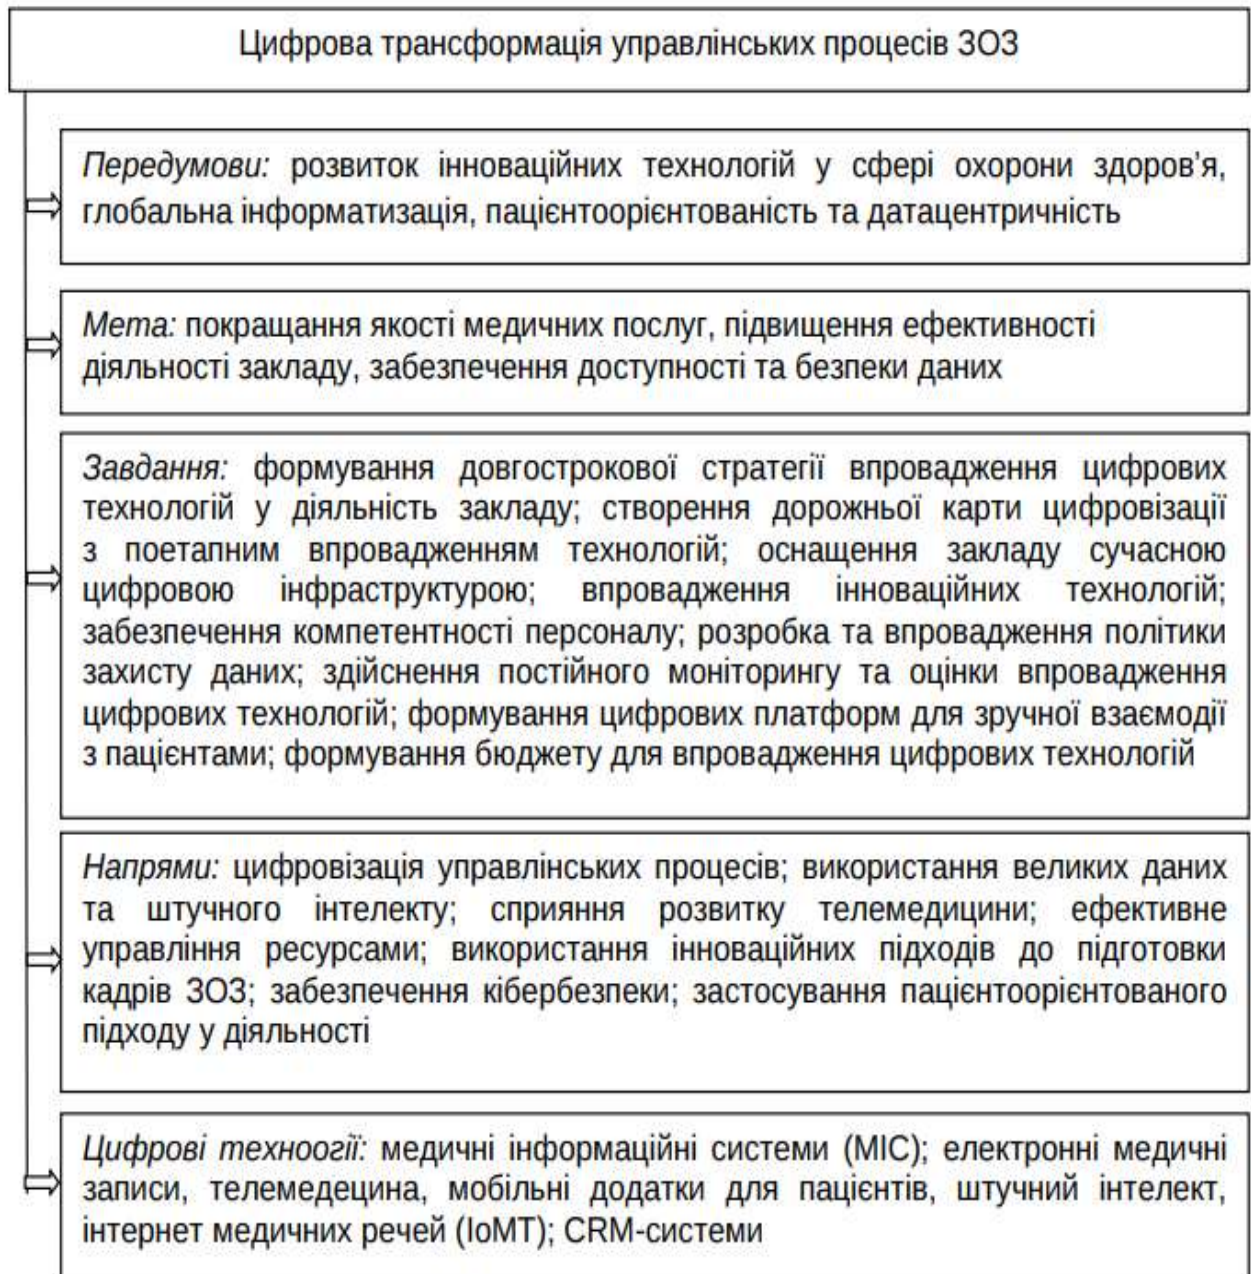 Цифрова трансформація управлінських процесів ЗОЗ
Передумови: розвиток інноваційних технологій у сфері охорони здоров’я,
глобальна інформатизація, пацієнтоорієнтованість та датацентричність
Мета: покращання якості медичних послуг, підвищення ефективності
діяльності закладу, забезпечення доступності та безпеки даних
Завдання: формування довгострокової стратегії впровадження цифрових
технологій у діяльність закладу; створення дорожньої карти цифровізації
з поетапним впровадженням технологій; оснащення закладу сучасною
цифровою інфраструктурою; впровадження інноваційних технологій;
забезпечення компетентності персоналу; розробка та впровадження політики
захисту даних; здійснення постійного моніторингу та оцінки впровадження
цифрових технологій; формування цифрових платформ для зручної взаємодії
з пацієнтами; формування бюджету для впровадження цифрових технологій
Напрями: цифровізація управлінських процесів; використання великих даних
та штучного інтелекту; сприяння розвитку телемедицини; ефективне
управління ресурсами; використання інноваційних підходів до підготовки
кадрів ЗОЗ; забезпечення кібербезпеки; застосування пацієнтоорієнтованого
підходу у діяльності
Цифрові техноогії: медичні інформаційні системи (МІС); електронні медичні
записи, телемедецина, мобільні додатки для пацієнтів, штучний інтелект,
інтернет медичних речей (IoMT); CRM-системи